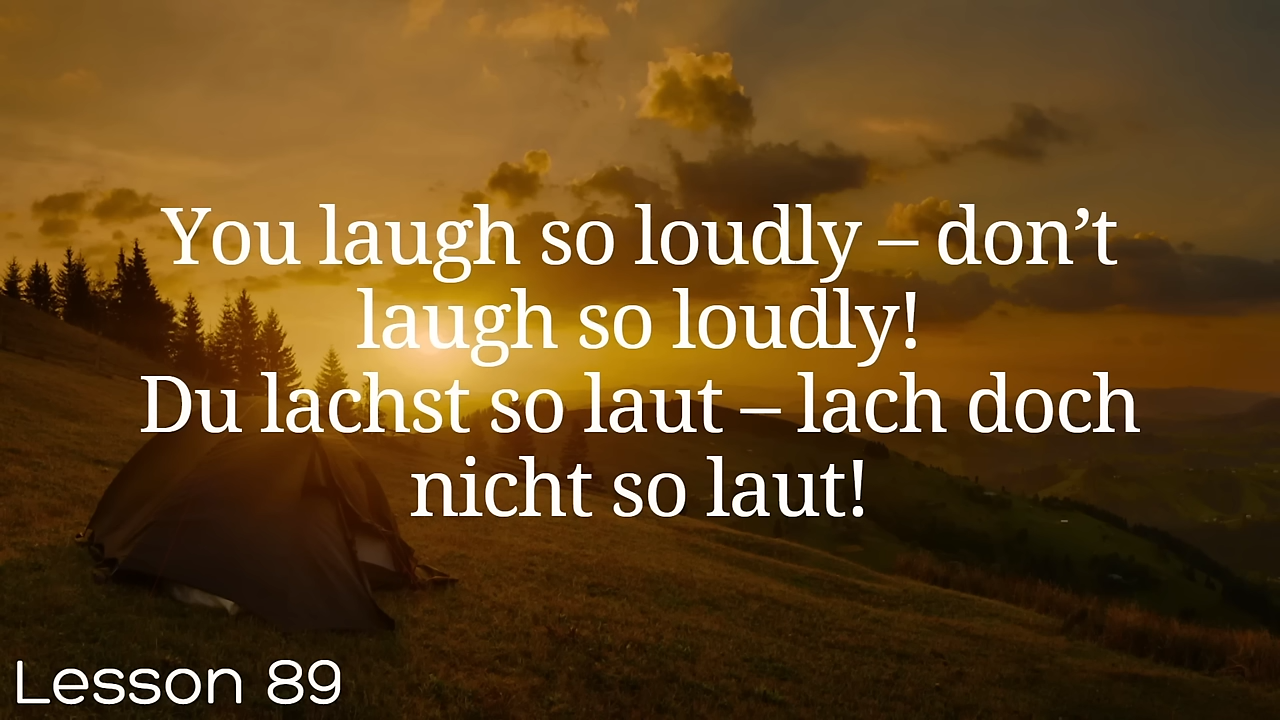 You laugh so loudly – don’t
laugh so loudly!
Du lachst so laut – lach doch
nicht so laut!
Lesson 89